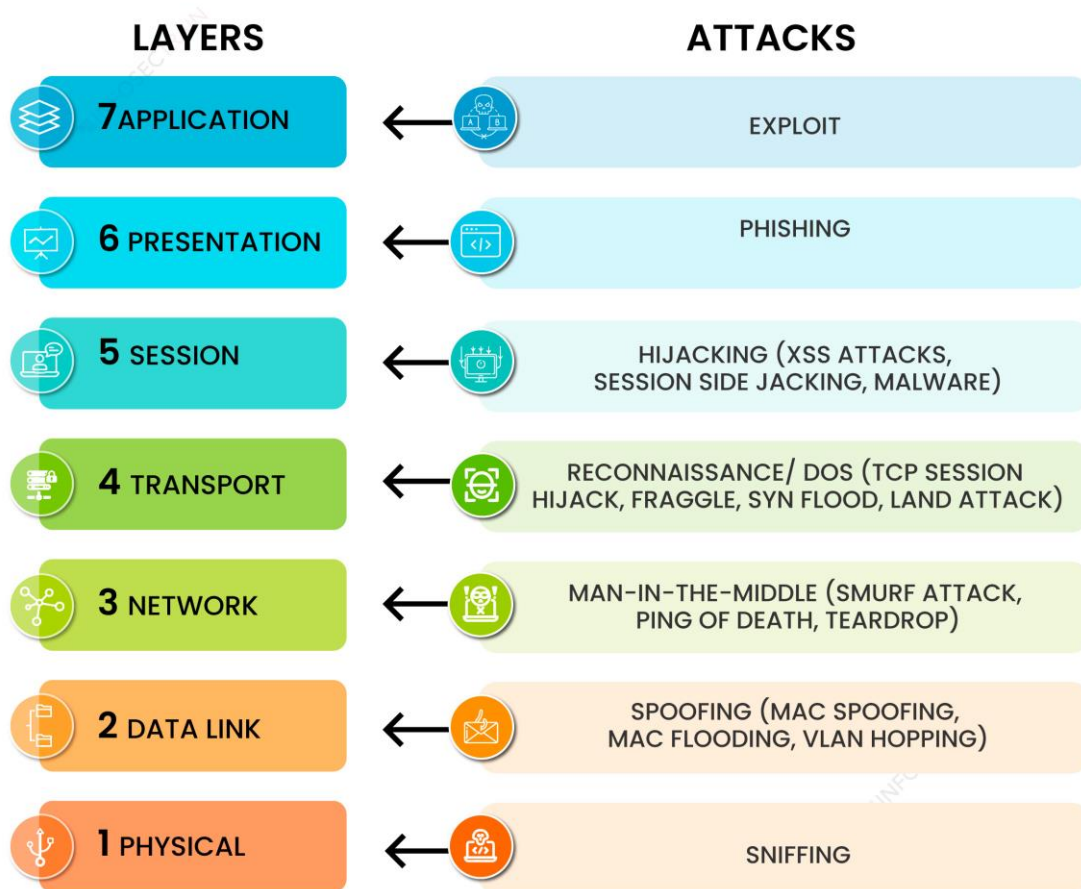 LAYERS
ATTACKS
7APPLICATION
A B
EXPLOIT
6 PRESENTATION
</>
PHISHING
5 SESSION
HIJACKING (XSS ATTACKS,
SESSION SIDE JACKING, MALWARE)
4 TRANSPORT
RECONNAISSANCE/ DOS (TCP SESSION
HIJACK, FRAGGLE, SYN FLOOD, LAND ATTACK)
3 NETWORK
MAN-IN-THE-MIDDLE (SMURF ATTACK,
PING OF DEATH, TEARDROP)
2 DATA LINK
SPOOFING (MAC SPOOFING,
MAC FLOODING, VLAN HOPPING)
1 PHYSICAL
</>
SNIFFING